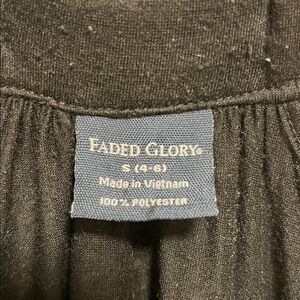 FADED GLORY®
S (4-6)
Made in Vietnam
100% POLYESTER